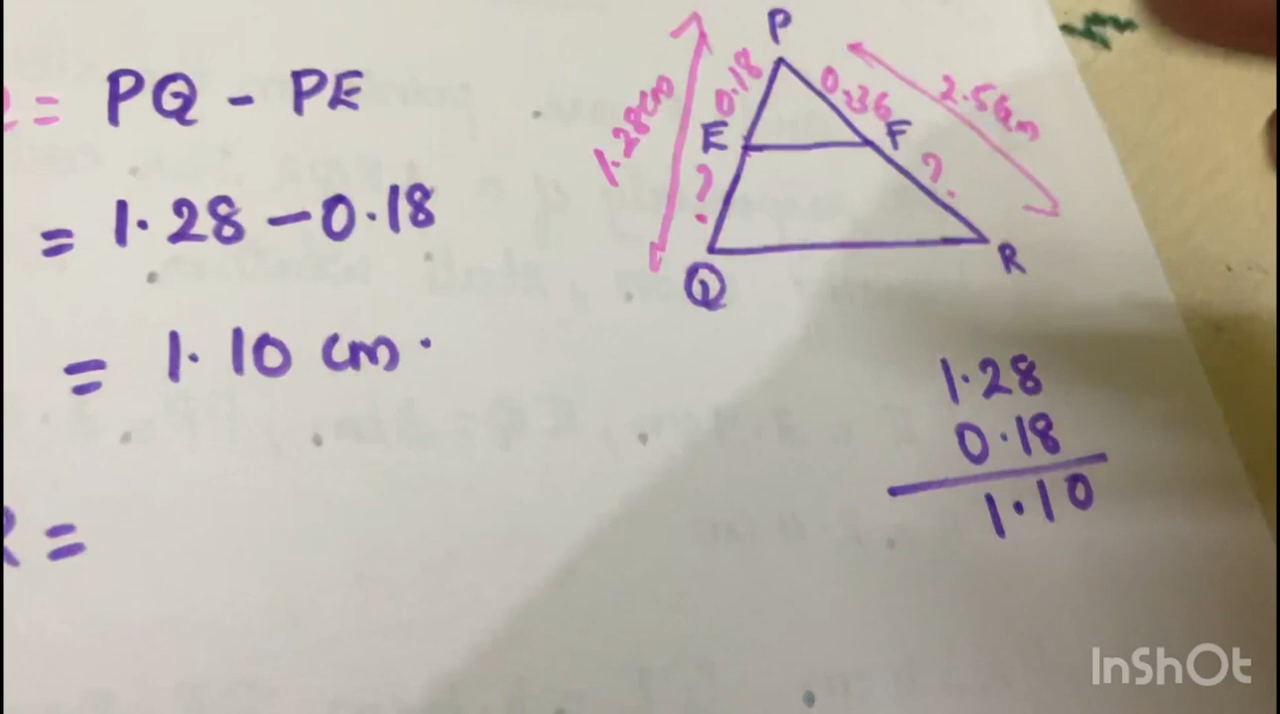 = PQ - PE
= 1.28 - 0.18
= 1.10 cm.
R =
P
0.18
0.236
2.56cm
1.28cm
E
F
?
?.
Q
R
1.28
0.18
1.10
InShOt